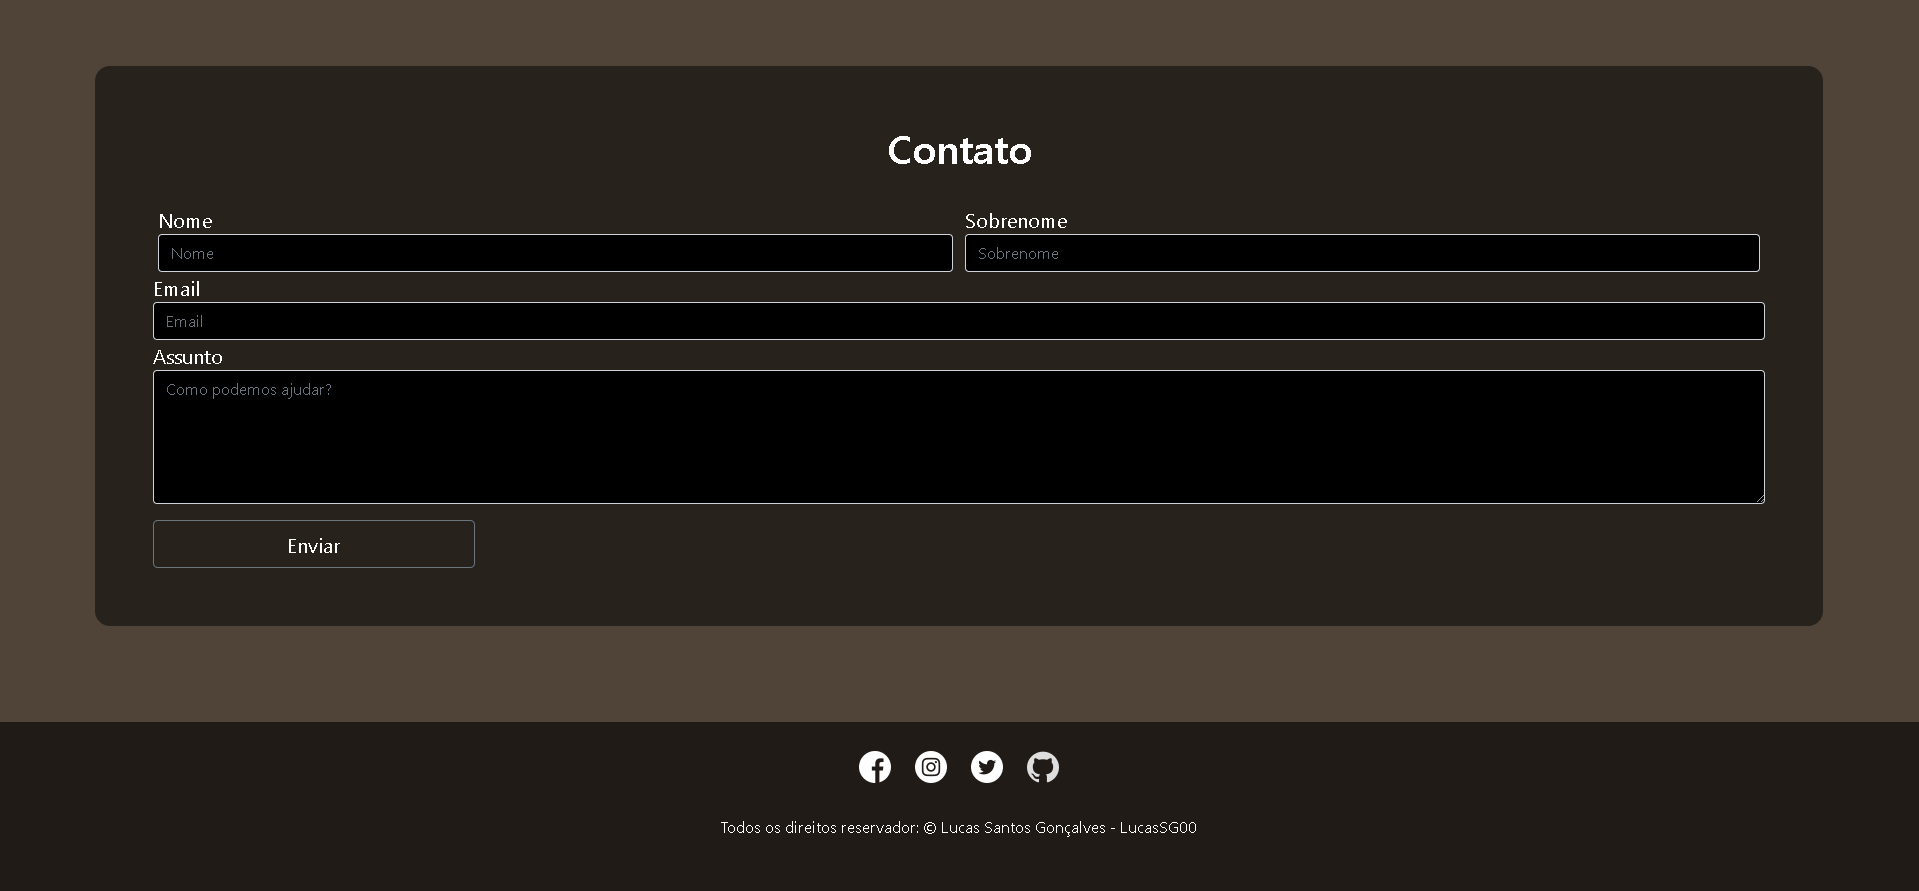 Contato
Nome Sobrenome
Nome Sobrenome
Email
Email
Assunto
Como podemos ajudar?
Enviar
Todos os direitos reservador: © Lucas Santos Gonçalves - LucasSG00